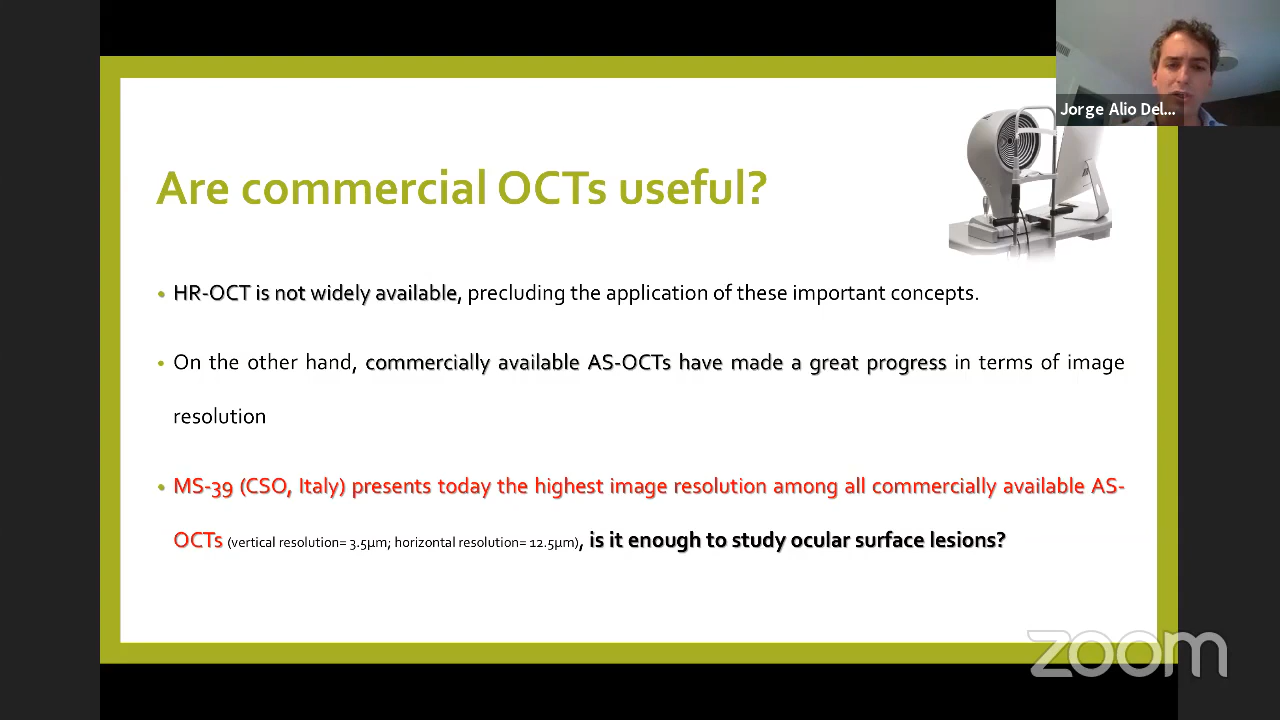 Jorge Alio Del...
Are commercial OCTs useful?
• HR-OCT is not widely available, precluding the application of these important concepts.
• On the other hand, commercially available AS-OCTs have made a great progress in terms of image
resolution
• MS-39 (CSO, Italy) presents today the highest image resolution among all commercially available AS-
OCTs (vertical resolution= 3.5µm; horizontal resolution= 12.5µm), is it enough to study ocular surface lesions?
zoom